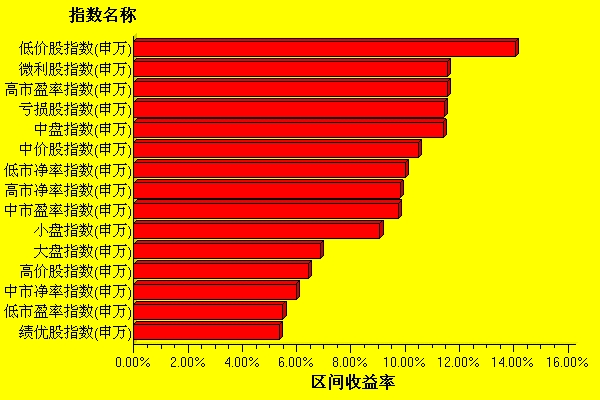 指数名称
低价股指数(申万)
微利股指数(申万)
高市盈率指数(申万)
亏损股指数(申万)
中盘指数(申万)
中价股指数(申万)
低市净率指数(申万)
高市净率指数(申万)
中市盈率指数(申万)
小盘指数(申万)
大盘指数(申万)
高价股指数(申万)
中市净率指数(申万)
低市盈率指数(申万)
绩优股指数(申万)
0.00% 2.00% 4.00% 6.00% 8.00% 10.00% 12.00% 14.00% 16.00%
区间收益率